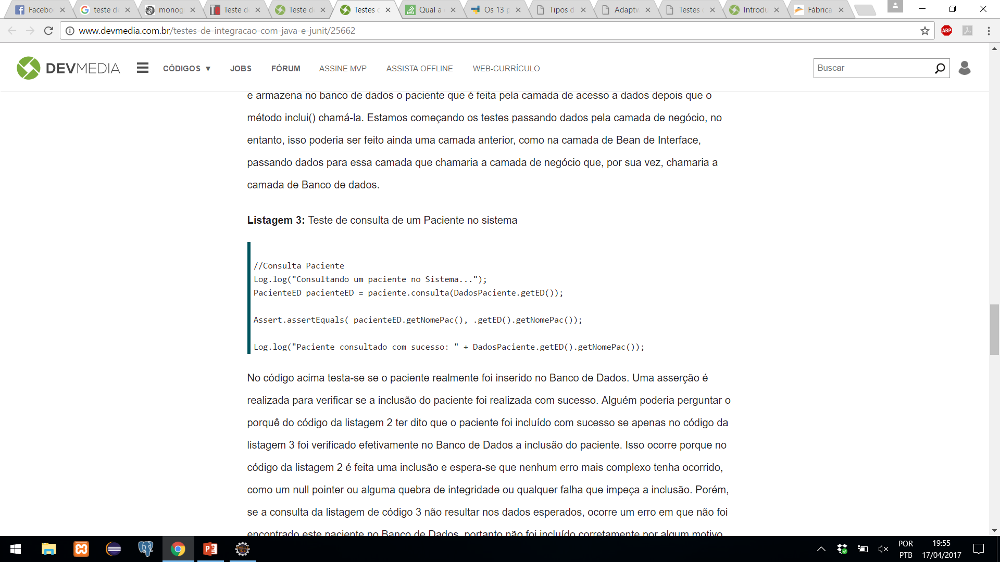 Facebo
teste de
monog
Teste de
Teste de
Testes
Qual a
Os 13 p
Tipos d
Adaptw
Testes
Introdu
Fábrica
www.devmedia.com.br/testes-de-integracao-com-java-e-junit/25662
ABP
DEVMEDIA
CÓDIGOS ▼
JOBS
FÓRUM
ASSINE MVP
ASSISTA OFFLINE
WEB-CURRÍCULO
Buscar
e armazena no banco de dados o paciente que é feita pela camada de acesso a dados depois que o
método inclui() chamá-la. Estamos começando os testes passando dados pela camada de negócio, no
entanto, isso poderia ser feito ainda uma camada anterior, como na camada de Bean de Interface,
passando dados para essa camada que chamaria a camada de negócio que, por sua vez, chamaria a
camada de Banco de dados.
Listagem 3: Teste de consulta de um Paciente no sistema
//Consulta Paciente
Log.log("Consultando um paciente no Sistema...");
PacienteED pacienteED = paciente.consulta(DadosPaciente.getED());
Assert.assertEquals( pacienteED.getNomePac(), .getED().getNomePac());
Log.log("Paciente consultado com sucesso: " + DadosPaciente.getED().getNomePac());
No código acima testa-se se o paciente realmente foi inserido no Banco de Dados. Uma asserção é
realizada para verificar se a inclusão do paciente foi realizada com sucesso. Alguém poderia perguntar o
porquê do código da listagem 2 ter dito que o paciente foi incluído com sucesso se apenas no código da
listagem 3 foi verificado efetivamente no Banco de Dados a inclusão do paciente. Isso ocorre porque no
código da listagem 2 é feita uma inclusão e espera-se que nenhum erro mais complexo tenha ocorrido,
como um null pointer ou alguma quebra de integridade ou qualquer falha que impeça a inclusão. Porém,
se a consulta da listagem de código 3 não resultar nos dados esperados, ocorre um erro em que não foi
encontrado este paciente no Banco de Dados, portanto não foi incluído corretamente por algum motivo
POR
PTB
19:55
17/04/2017